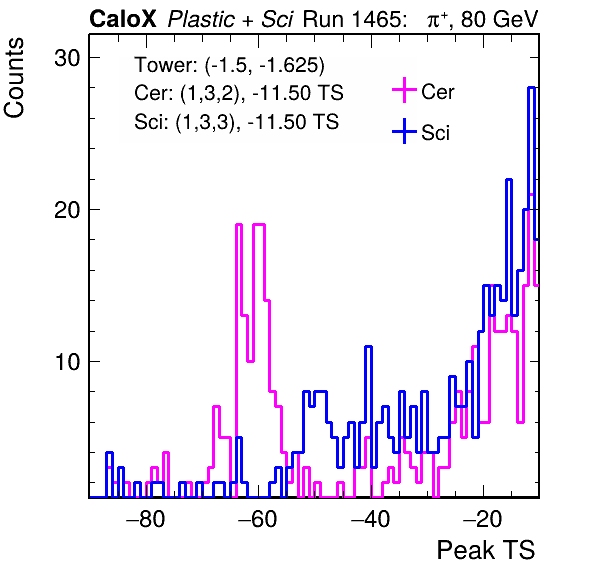 CaloX Plastic + Sci Run 1465: π⁺, 80 GeV
Counts
Tower: (-1.5, -1.625)
Cer: (1,3,2), -11.50 TS
Sci: (1,3,3), -11.50 TS
Cer
Sci
30
20
10
−80 −60 −40 −20
Peak TS